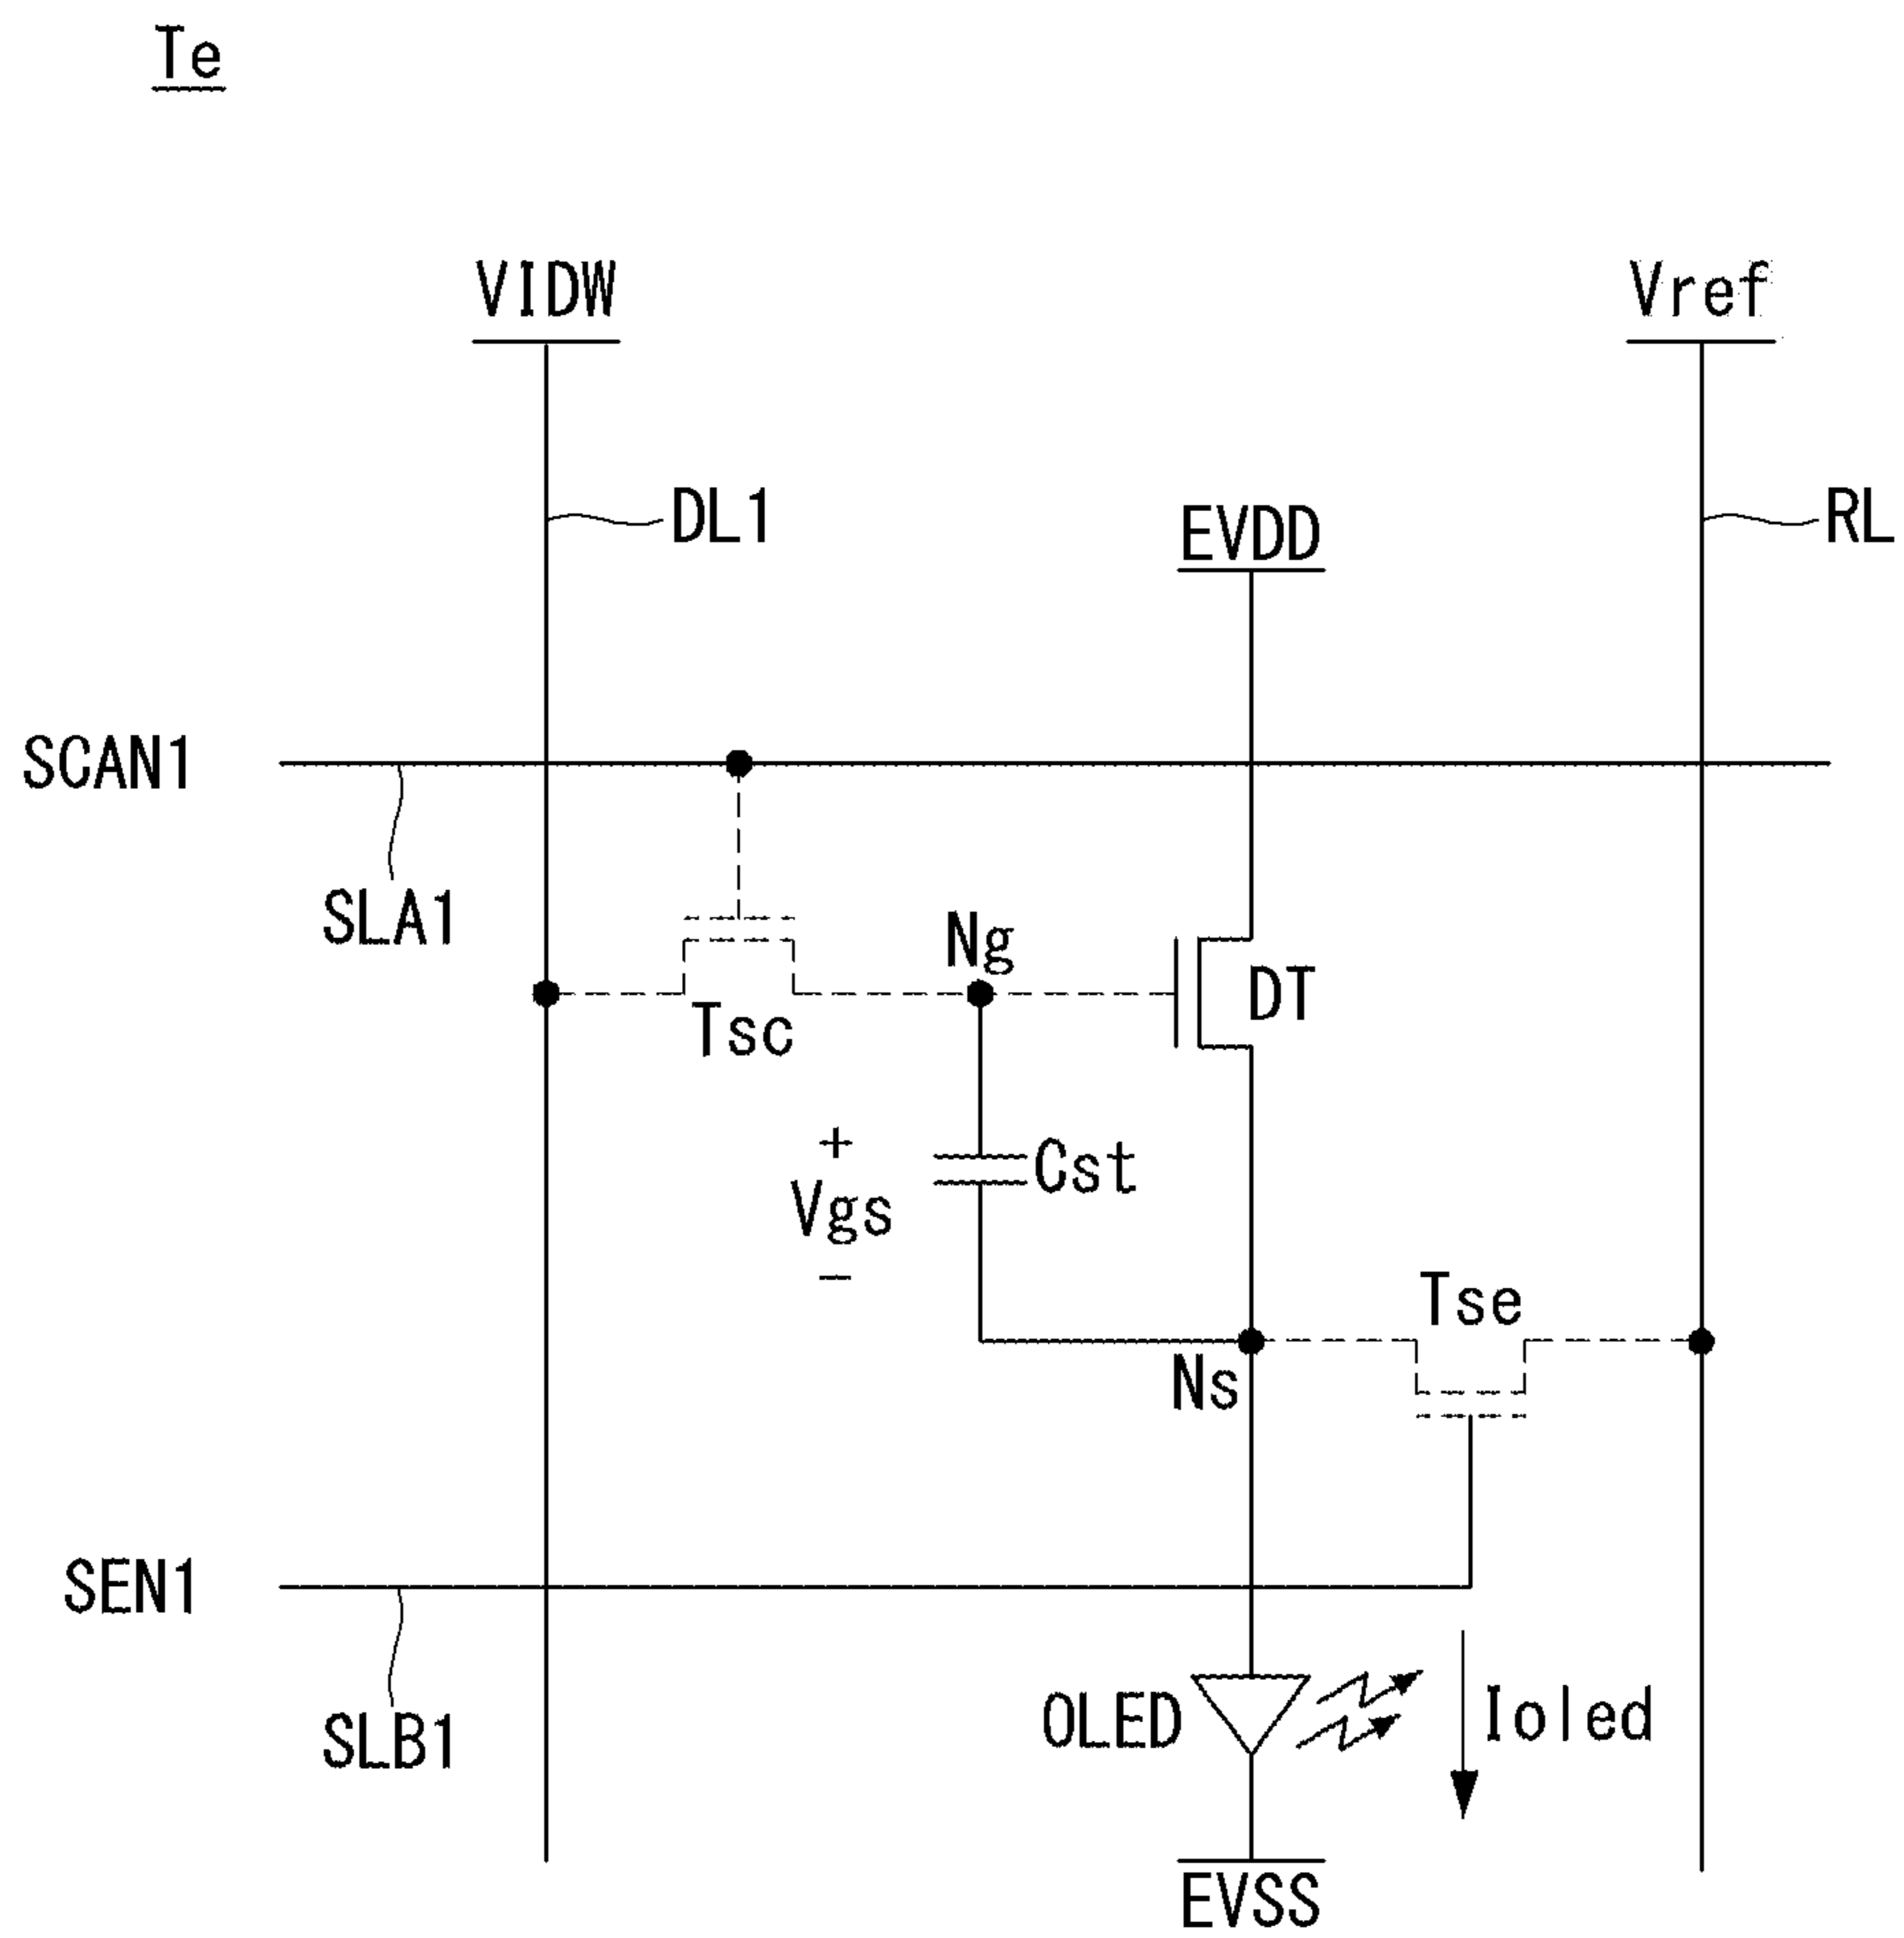 Te
VIDW
Vref
DL1
RL
EVDD
SCAN1
SLA1
Ng
DT
Tsc
+
Vgs
−
Cst
Tse
Ns
SEN1
SLB1
OLED
Ioled
EVSS